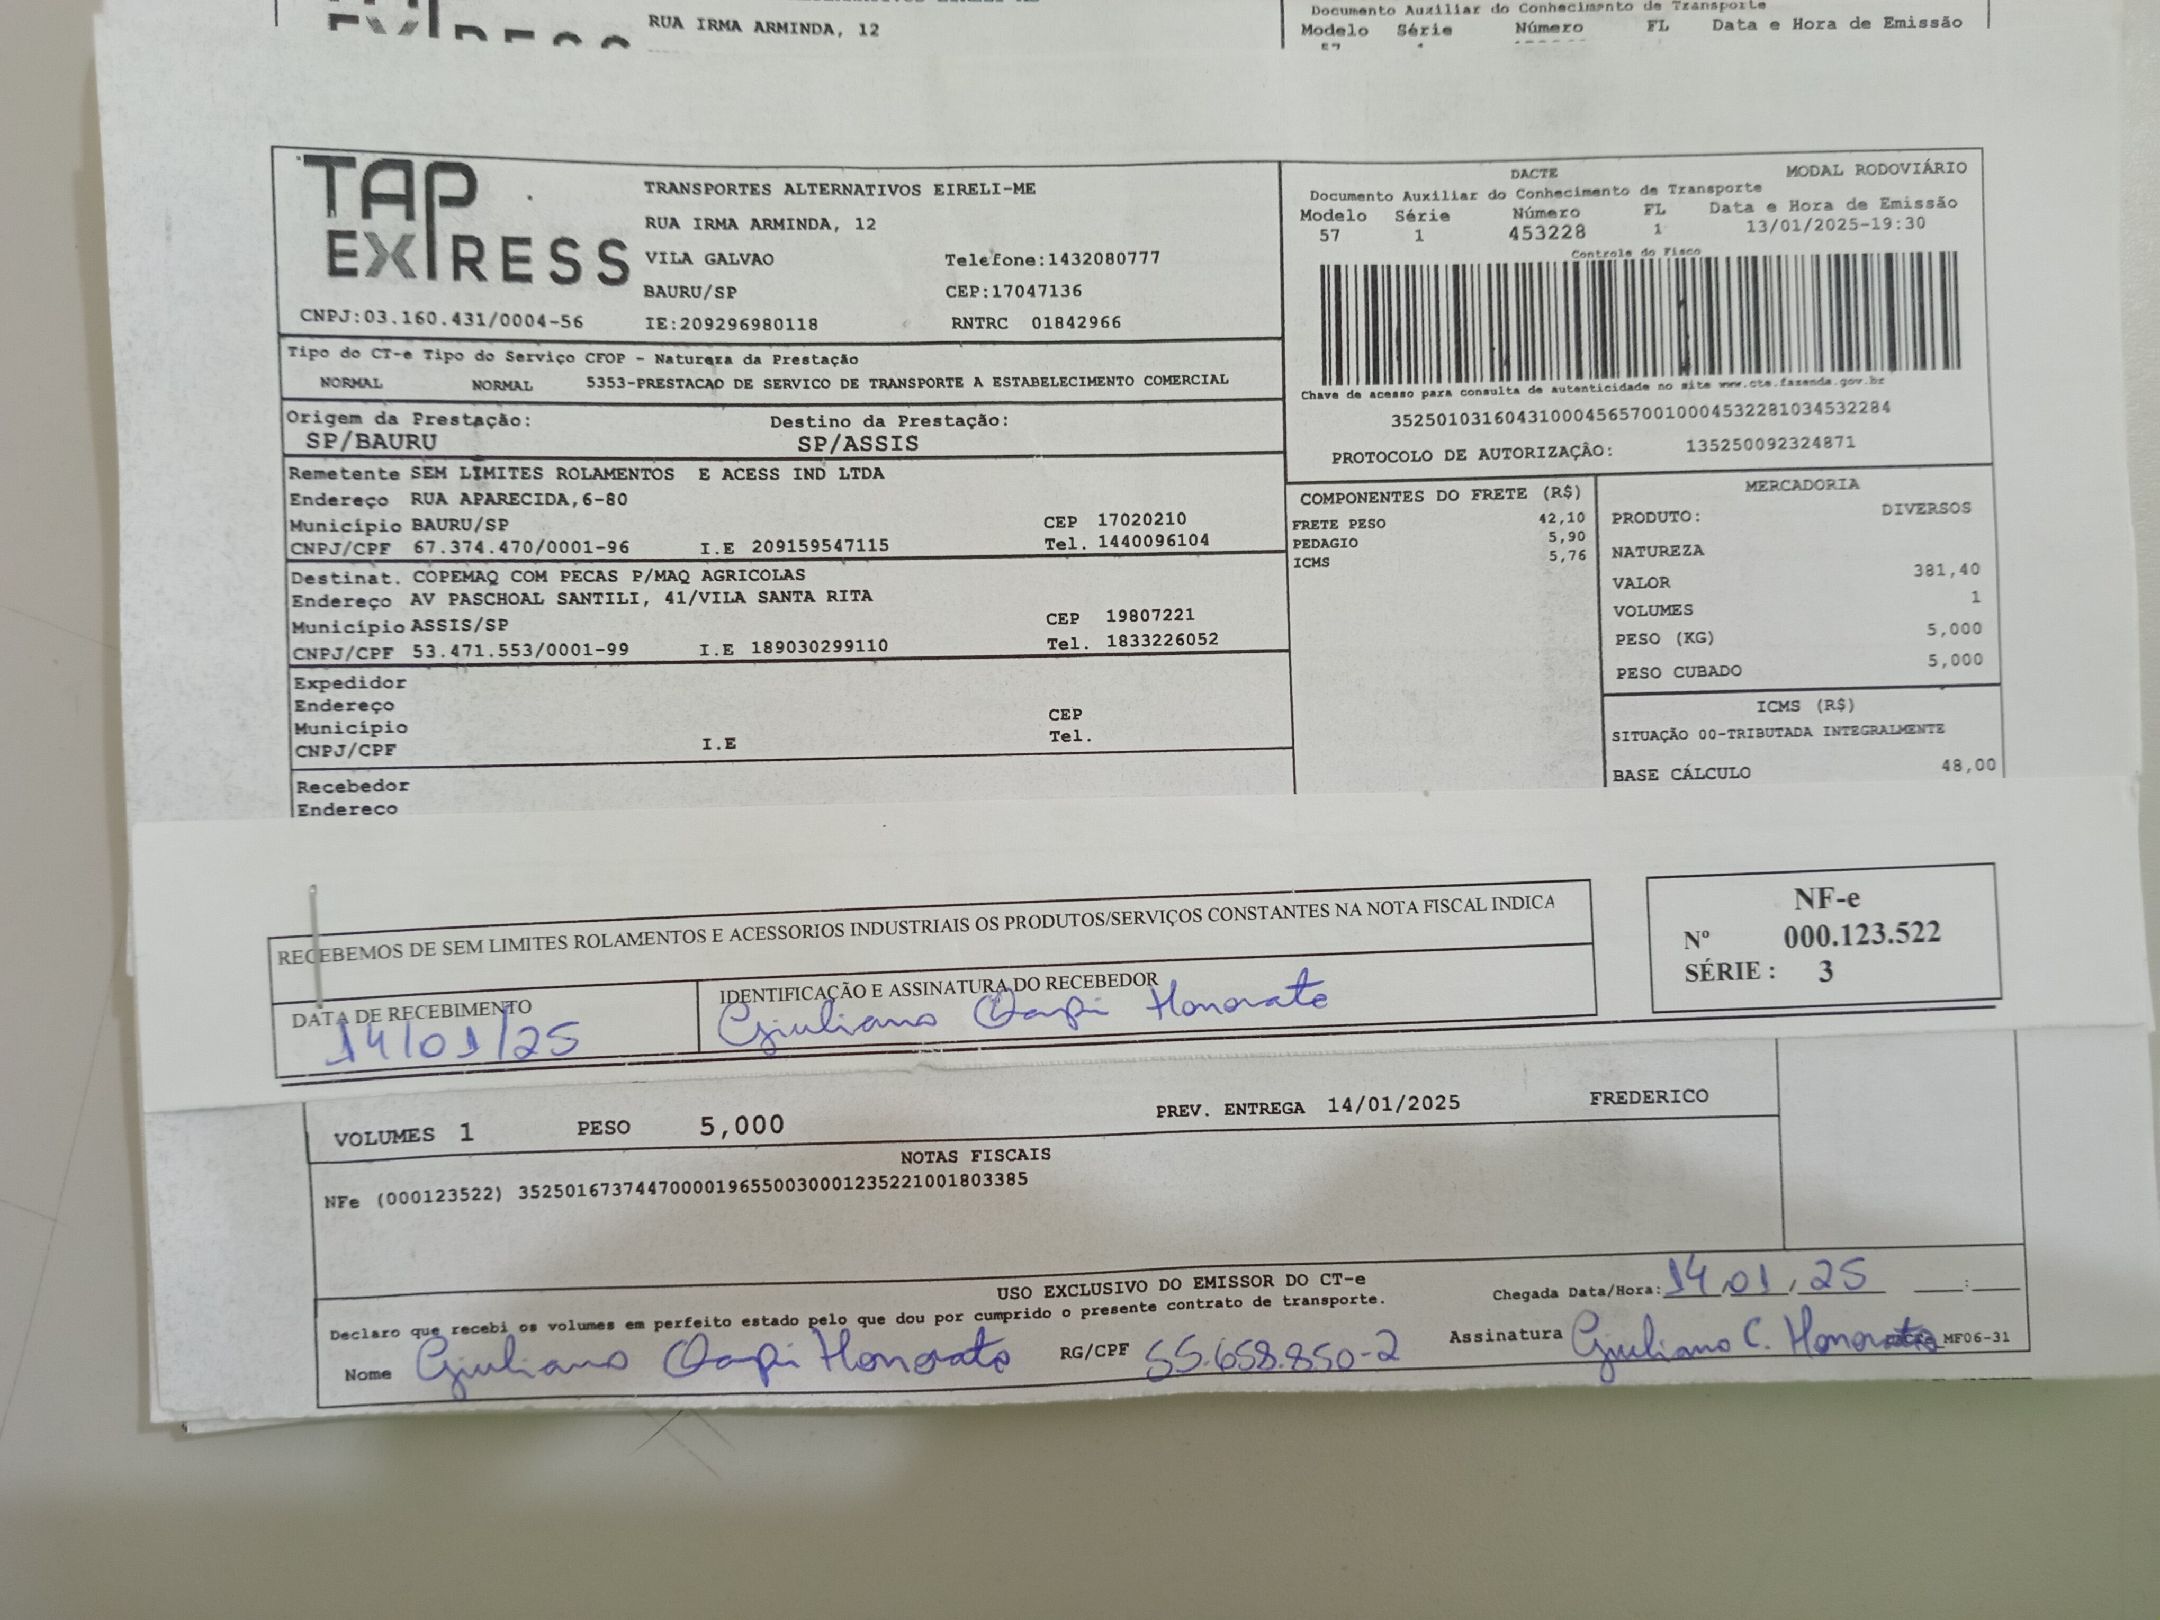 RUA IRMA ARMINDA, 12
Documento Auxiliar do Conhecimento de Transporte
Modelo Série Número FL Data e Hora de Emissão
57
TAP EXPRESS
TRANSPORTES ALTERNATIVOS EIRELI-ME
RUA IRMA ARMINDA, 12
VILA GALVAO Telefone:1432080777
BAURU/SP CEP:17047136
CNPJ:03.160.431/0004-56 IE:209296980118 RNTRC 01842966
DACTE MODAL RODOVIÁRIO
Documento Auxiliar do Conhecimento de Transporte
Modelo Série Número FL Data e Hora de Emissão
57 1 453228 1 13/01/2025-19:30
Controle do Fisco
Chave de acesso para consulta de autenticidade no site www.cte.fazenda.gov.br
35250103160431000456570010004532281034532284
PROTOCOLO DE AUTORIZAÇÂO: 135250092324871
Tipo do CT-e Tipo do Serviço CFOP - Natureza da Prestação
NORMAL NORMAL 5353-PRESTACAO DE SERVICO DE TRANSPORTE A ESTABELECIMENTO COMERCIAL
Origem da Prestação: Destino da Prestação:
SP/BAURU SP/ASSIS
Remetente SEM LIMITES ROLAMENTOS E ACESS IND LTDA
Endereço RUA APARECIDA,6-80
Município BAURU/SP CEP 17020210
CNPJ/CPF 67.374.470/0001-96 I.E 209159547115 Tel. 1440096104
Destinat. COPEMAQ COM PECAS P/MAQ AGRICOLAS
Endereço AV PASCHOAL SANTILI, 41/VILA SANTA RITA
Município ASSIS/SP CEP 19807221
CNPJ/CPF 53.471.553/0001-99 I.E 189030299110 Tel. 1833226052
Expedidor
Endereço
Município CEP
CNPJ/CPF I.E Tel.
Recebedor
Endereço
COMPONENTES DO FRETE (R$)
FRETE PESO 42,10
PEDAGIO 5,90
ICMS 5,76
MERCADORIA
PRODUTO: DIVERSOS
NATUREZA
VALOR 381,40
VOLUMES 1
PESO (KG) 5,000
PESO CUBADO 5,000
ICMS (R$)
SITUAÇÃO 00-TRIBUTADA INTEGRALMENTE
BASE CÁLCULO 48,00
RECEBEMOS DE SEM LIMITES ROLAMENTOS E ACESSORIOS INDUSTRIAIS OS PRODUTOS/SERVIÇOS CONSTANTES NA NOTA FISCAL INDICA
DATA DE RECEBIMENTO IDENTIFICAÇÃO E ASSINATURA DO RECEBEDOR
14/01/25 Giuliano Honorato
NF-e
Nº 000.123.522
SÉRIE : 3
VOLUMES 1 PESO 5,000 PREV. ENTREGA 14/01/2025 FREDERICO
NOTAS FISCAIS
NFe (000123522) 35250167374470000196550030001235221001803385
USO EXCLUSIVO DO EMISSOR DO CT-e
Declaro que recebi os volumes em perfeito estado pelo que dou por cumprido o presente contrato de transporte.
Chegada Data/Hora: 14,01,25 :
Nome Giuliano Honorato RG/CPF 55.658.850-2 Assinatura Giuliano C. Honorato MF06-31